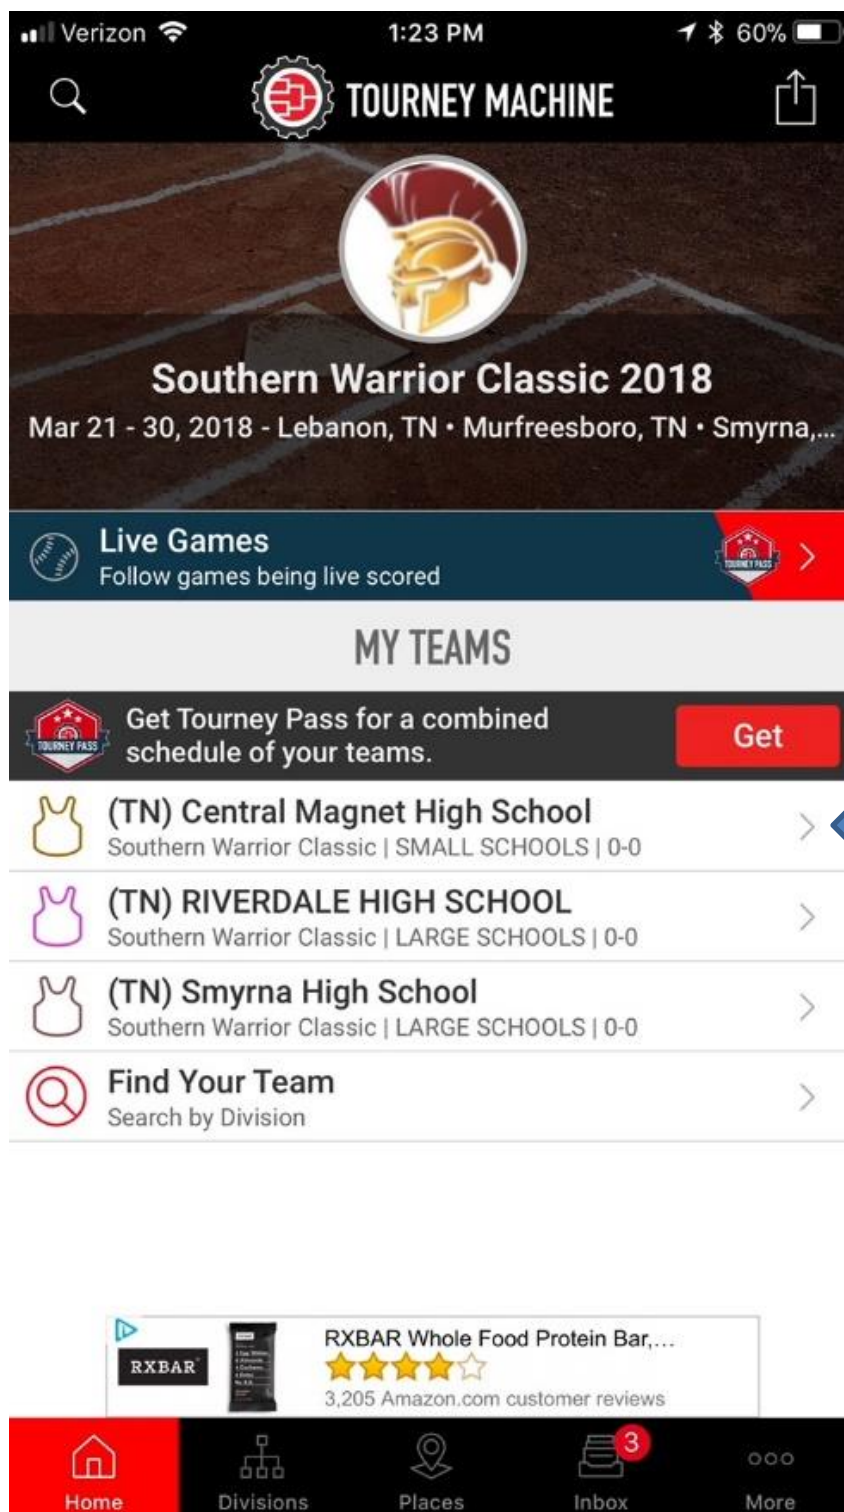 Verizon 1:23 PM 60%
TOURNEY MACHINE
Southern Warrior Classic 2018
Mar 21 - 30, 2018 - Lebanon, TN • Murfreesboro, TN • Smyrna,...
Live Games
Follow games being live scored
TOURNEY PASS
MY TEAMS
TOURNEY PASS
Get Tourney Pass for a combined
schedule of your teams.
Get
(TN) Central Magnet High School
Southern Warrior Classic | SMALL SCHOOLS | 0-0
(TN) RIVERDALE HIGH SCHOOL
Southern Warrior Classic | LARGE SCHOOLS | 0-0
(TN) Smyrna High School
Southern Warrior Classic | LARGE SCHOOLS | 0-0
Find Your Team
Search by Division
RXBAR
RXBAR Whole Food Protein Bar,...
3,205 Amazon.com customer reviews
3
Home Divisions Places Inbox More